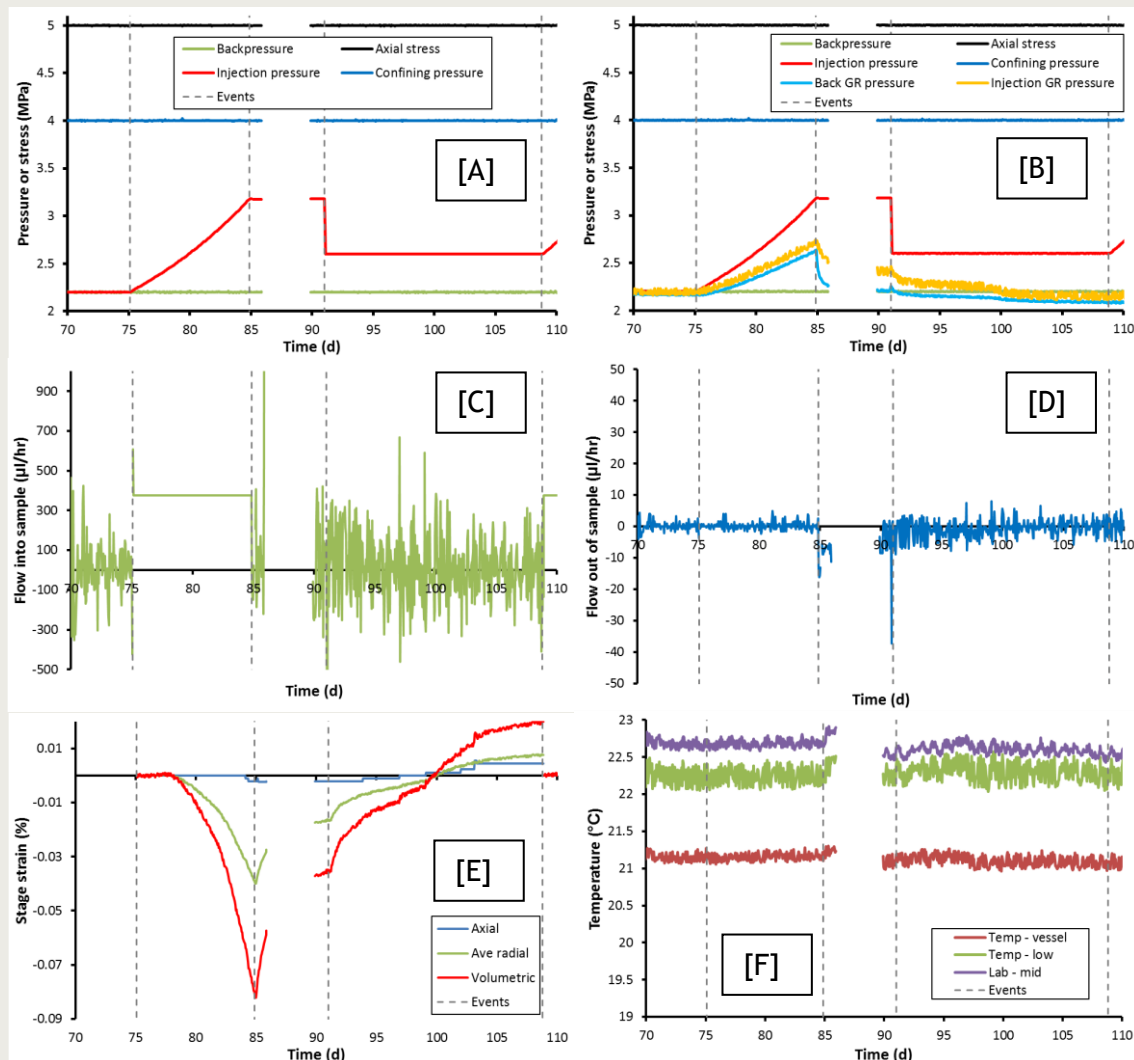 5
4.5
4
3.5
3
2.5
2
Pressure or stress (MPa)
Backpressure Axial stress
Injection pressure Confining pressure
Events
[A]
70 75 80 85 90 95 100 105 110
Time (d)
5
4.5
4
3.5
3
2.5
2
Pressure or stress (MPa)
Backpressure Axial stress
Injection pressure Confining pressure
Back GR pressure Injection GR pressure
Events
[B]
70 75 80 85 90 95 100 105 110
Time (d)
900
700
500
300
100
-100
-300
-500
Flow into sample (µl/hr)
[C]
70 75 80 85 90 95 100 105 110
Time (d)
50
40
30
20
10
0
-10
-20
-30
-40
-50
Flow out of sample (µl/hr)
[D]
70 75 80 85 90 95 100 105 110
Time (d)
0.01
-0.01
-0.03
-0.05
-0.07
-0.09
Stage strain (%)
[E]
Axial
Ave radial
Volumetric
Events
75 80 85 90 95 100 105 110
Time (d)
23
22.5
22
21.5
21
20.5
20
19.5
19
Temperature (°C)
[F]
Temp - vessel
Temp - low
Lab - mid
Events
70 75 80 85 90 95 100 105 110
Time (d)